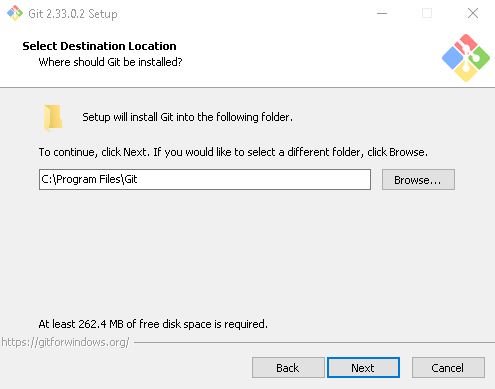 Git 2.33.0.2 Setup
Select Destination Location
Where should Git be installed?
Setup will install Git into the following folder.
To continue, click Next. If you would like to select a different folder, click Browse.
C:\Program Files\Git
Browse...
At least 262.4 MB of free disk space is required.
https://gitforwindows.org/
Back
Next
Cancel